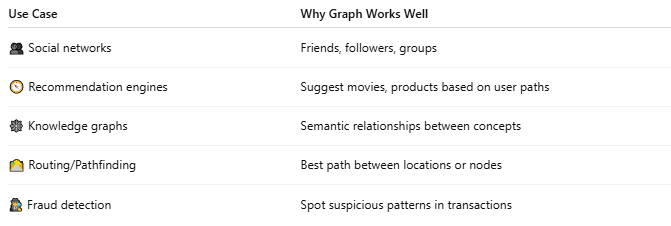 Use Case Why Graph Works Well
👥 Social networks Friends, followers, groups
🧭 Recommendation engines Suggest movies, products based on user paths
🕸️ Knowledge graphs Semantic relationships between concepts
Routing/Pathfinding Best path between locations or nodes
🕵️ Fraud detection Spot suspicious patterns in transactions